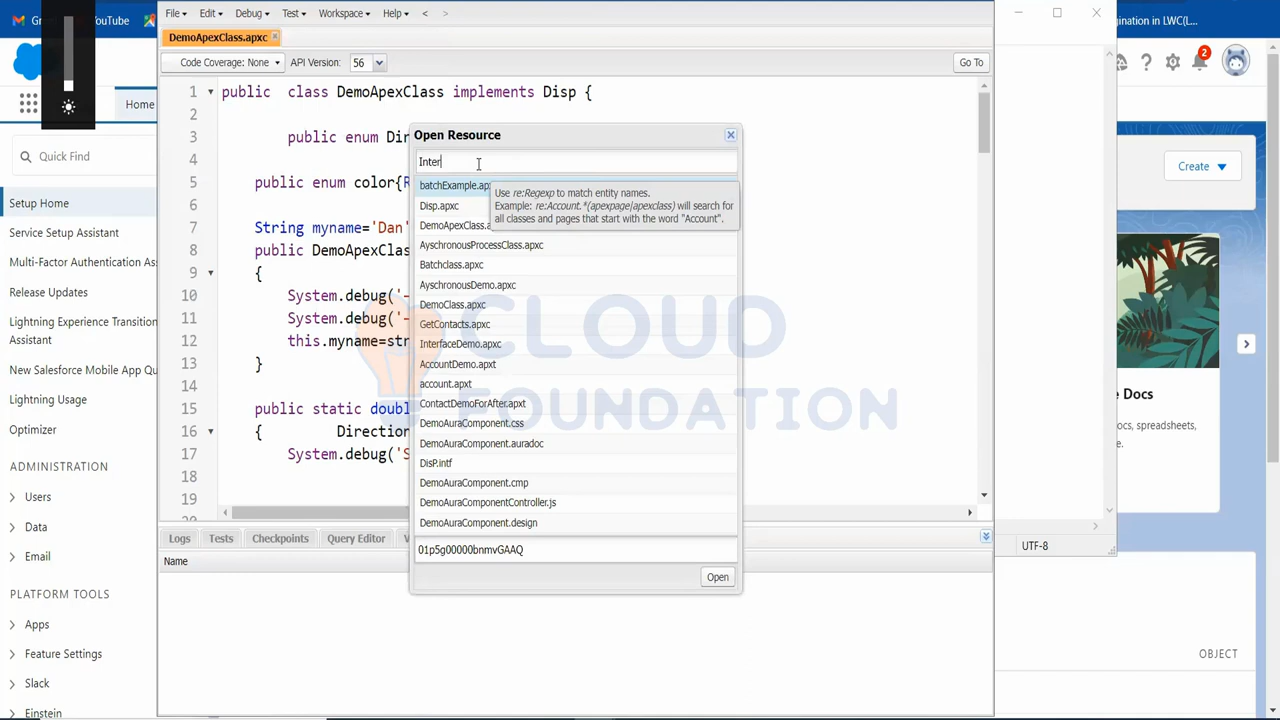 File
Edit
Debug
Test
Workspace
Help
<
>
YouTube
gination in LWC(L...
DemoApexClass.apxc
Code Coverage: None
API Version:
56
Go To
2
Home
Quick Find
Create
Setup Home
Service Setup Assistant
Multi-Factor Authentication Ass
Release Updates
Lightning Experience Transition
Assistant
New Salesforce Mobile App Qu
Lightning Usage
Optimizer
ADMINISTRATION
Users
Data
Email
PLATFORM TOOLS
Apps
Feature Settings
Slack
Einstein
1 public class DemoApexClass implements Disp {
2
3 public enum Dir
4
5 public enum color{R
6
7 String myname='Dan'
8 public DemoApexClas
9 {
10 System.debug('-
11 System.debug('-
12 this.myname=str
13 }
14
15 public static doubl
16 { Direction
17 System.debug('S
18
19
20
Open Resource
Inter
Use re:Regexp to match entity names.
Example: re:Account.*(apexpage|apexclass) will search for
all classes and pages that start with the word "Account".
batchExample.ap
Disp.apxc
DemoApexClass.a
AyschronousProcessClass.apxc
Batchclass.apxc
AyschronousDemo.apxc
DemoClass.apxc
GetContacts.apxc
InterfaceDemo.apxc
AccountDemo.apxt
account.apxt
ContactDemoForAfter.apxt
DemoAuraComponent.css
DemoAuraComponent.auradoc
DisP.intf
DemoAuraComponent.cmp
DemoAuraComponentController.js
DemoAuraComponent.design
01p5g00000bnmvGAAQ
Open
CLOUD
FOUNDATION
Logs
Tests
Checkpoints
Query Editor
Name
UTF-8
Docs
ocs, spreadsheets,
OBJECT